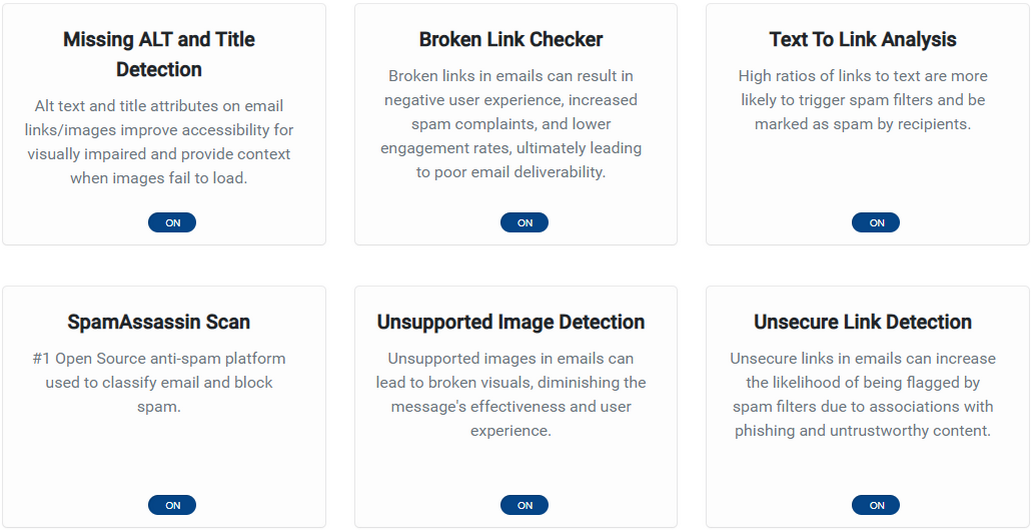 Missing ALT and Title
Detection
Alt text and title attributes on email
links/images improve accessibility for
visually impaired and provide context
when images fail to load.
ON
Broken Link Checker
Broken links in emails can result in
negative user experience, increased
spam complaints, and lower
engagement rates, ultimately leading
to poor email deliverability.
ON
Text To Link Analysis
High ratios of links to text are more
likely to trigger spam filters and be
marked as spam by recipients.
ON
SpamAssassin Scan
#1 Open Source anti-spam platform
used to classify email and block
spam.
ON
Unsupported Image Detection
Unsupported images in emails can
lead to broken visuals, diminishing the
message's effectiveness and user
experience.
ON
Unsecure Link Detection
Unsecure links in emails can increase
the likelihood of being flagged by
spam filters due to associations with
phishing and untrustworthy content.
ON